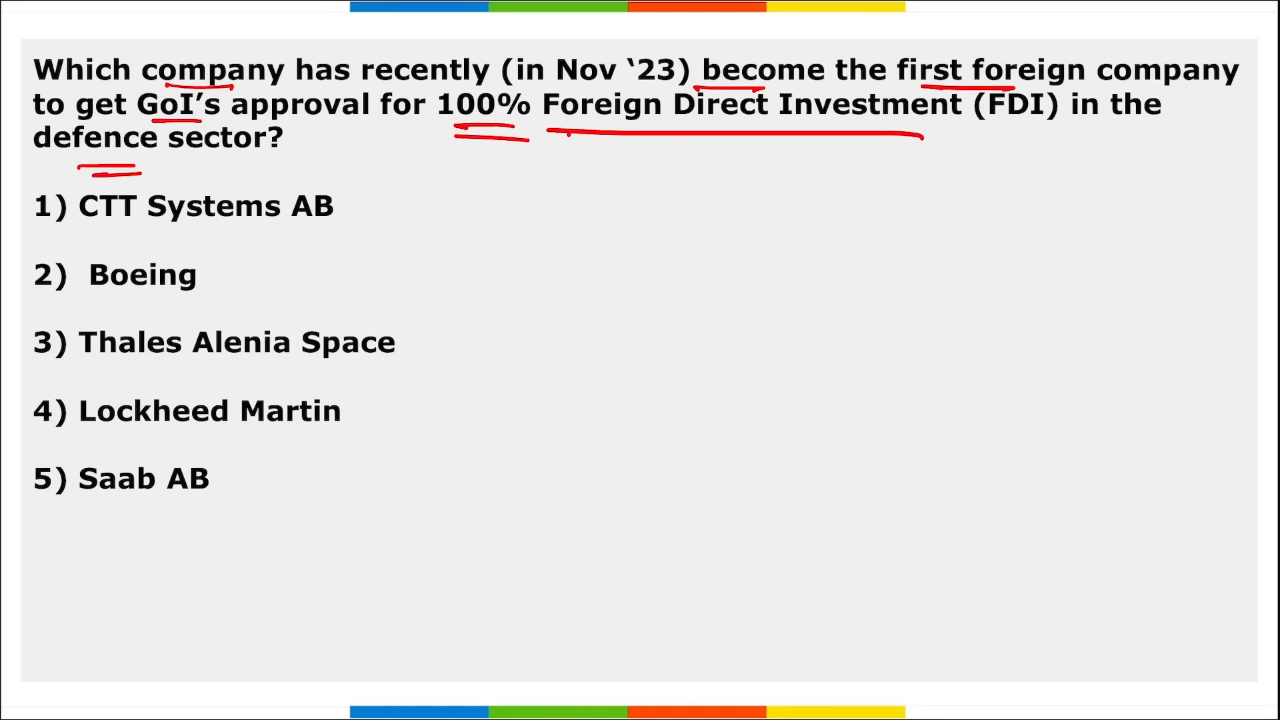 Which company has recently (in Nov ‘23) become the first foreign company
to get GoI’s approval for 100% Foreign Direct Investment (FDI) in the
defence sector?
1) CTT Systems AB
2) Boeing
3) Thales Alenia Space
4) Lockheed Martin
5) Saab AB